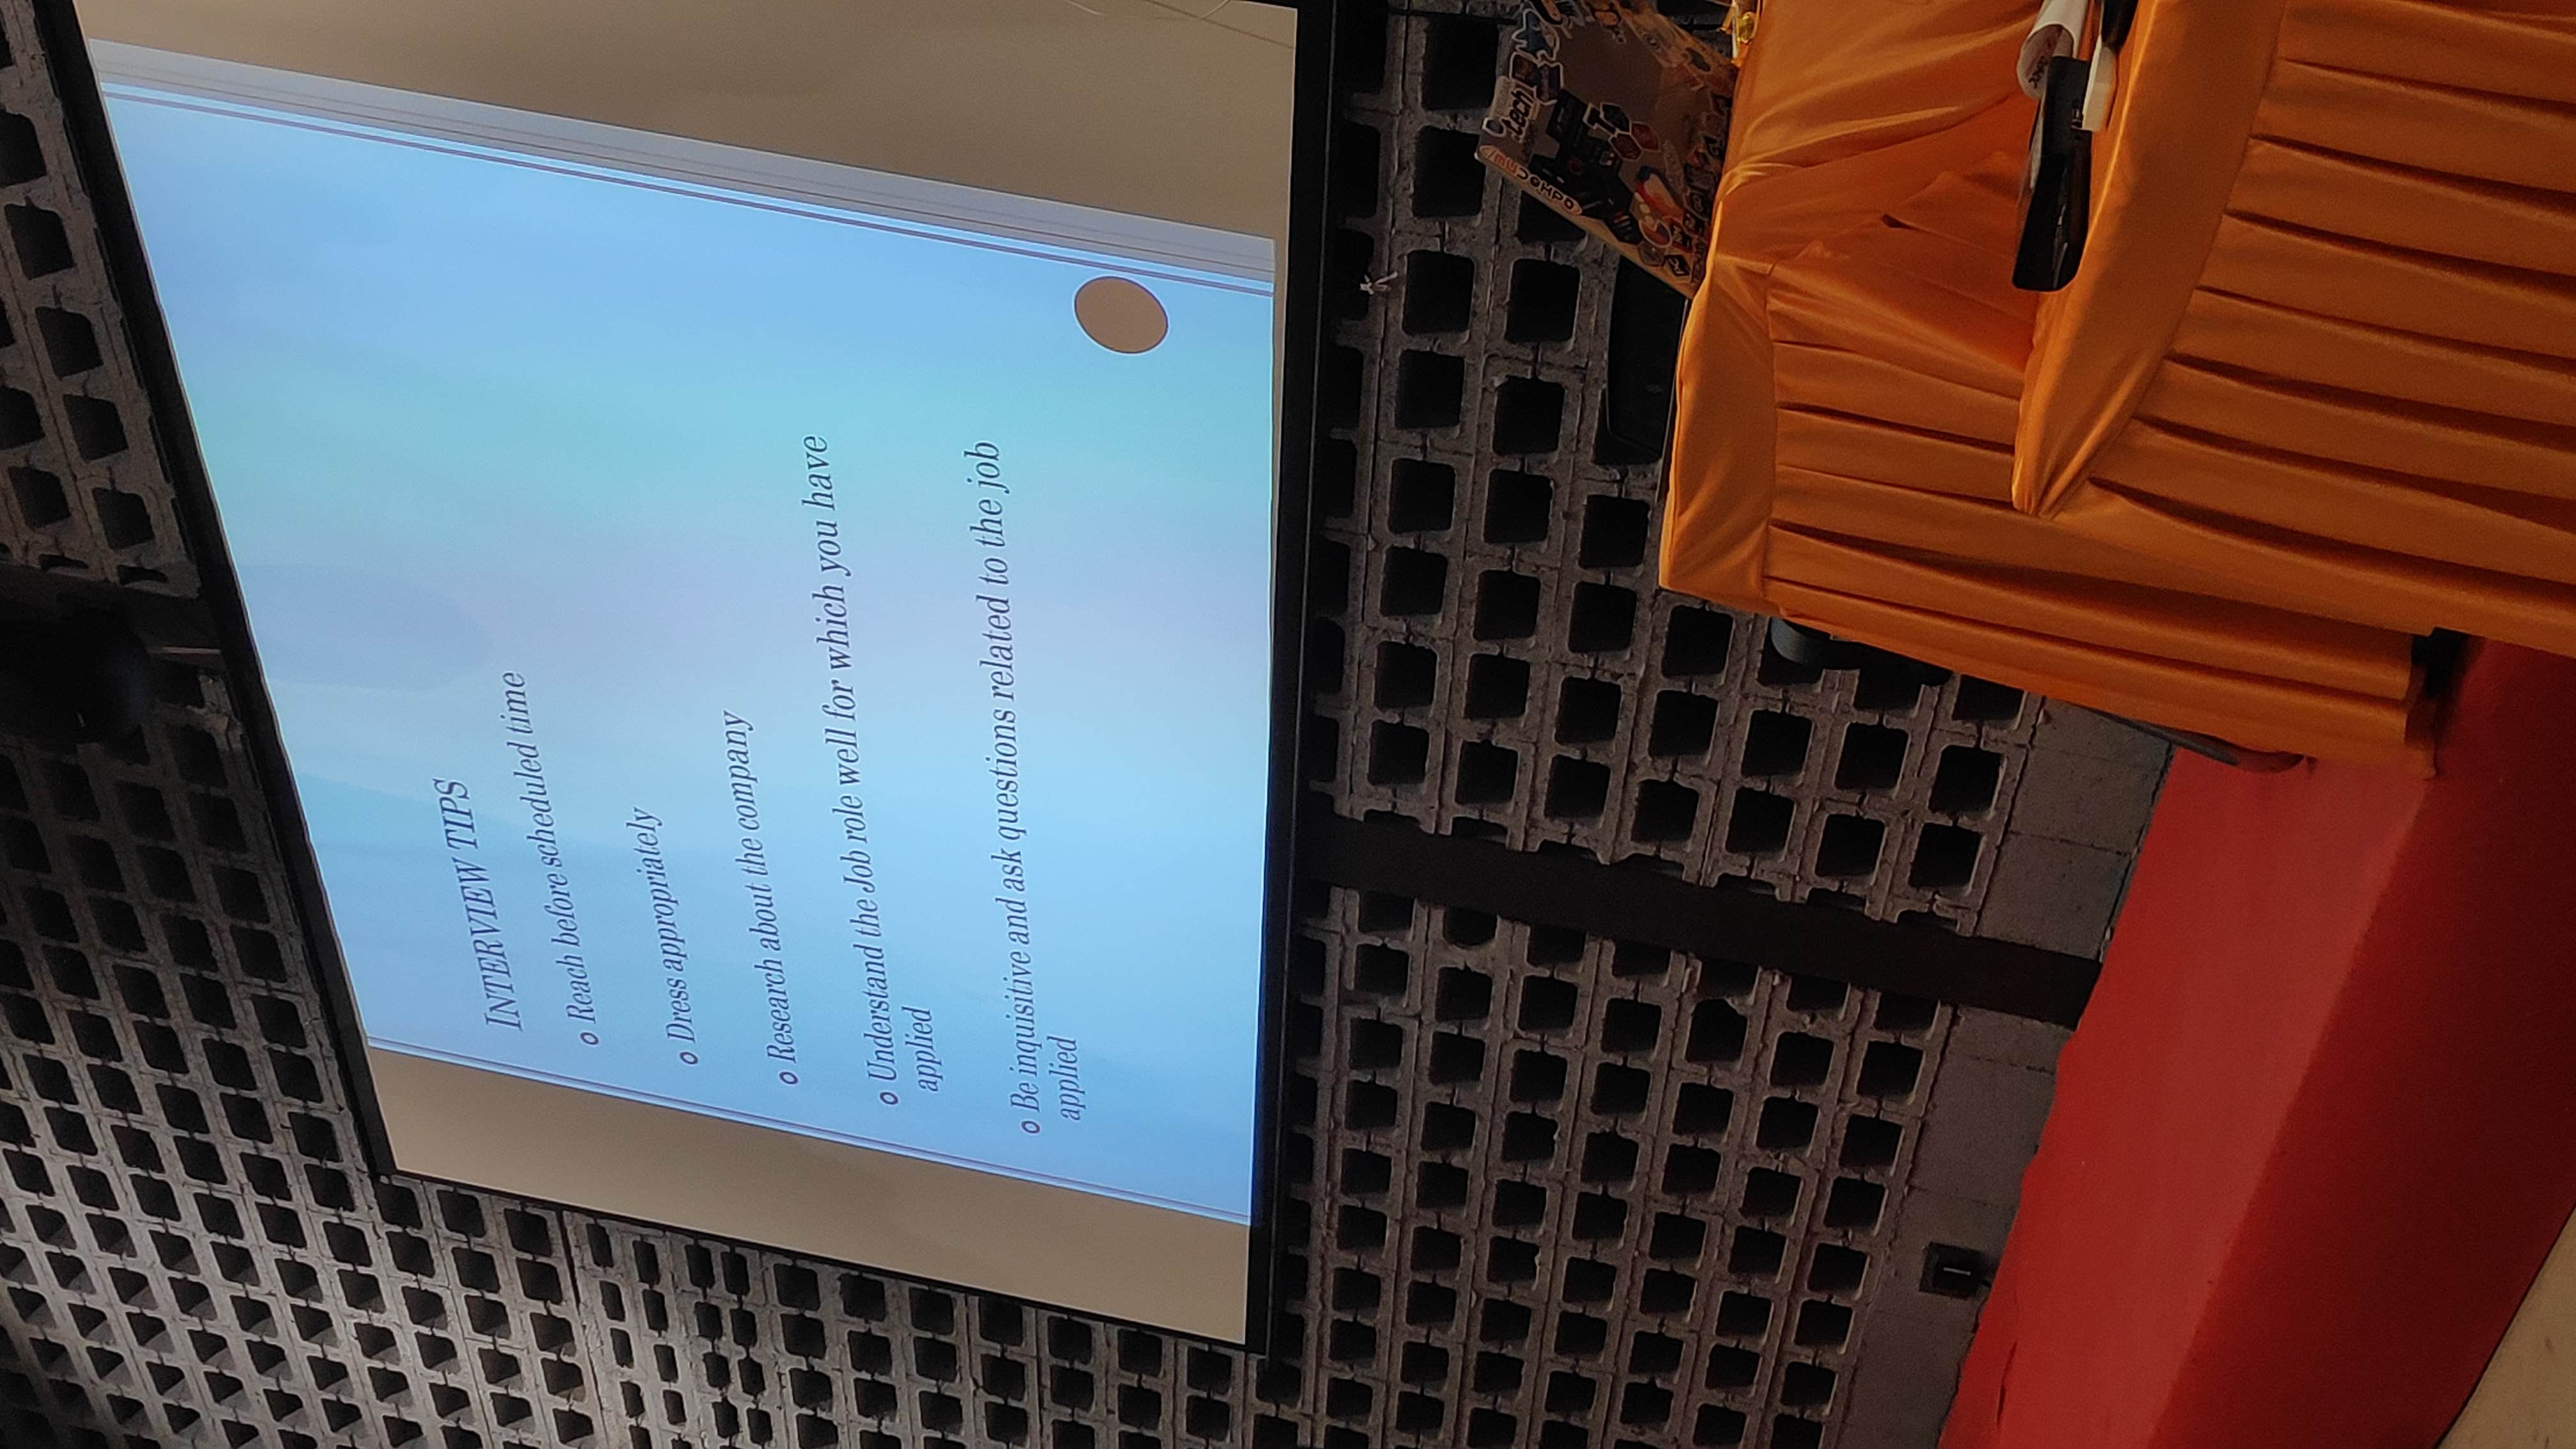 INTERVIEW TIPS
Reach before scheduled time
Dress appropriately
Research about the company
Understand the Job role well for which you have
applied
Be inquisitive and ask questions related to the job
applied
tech